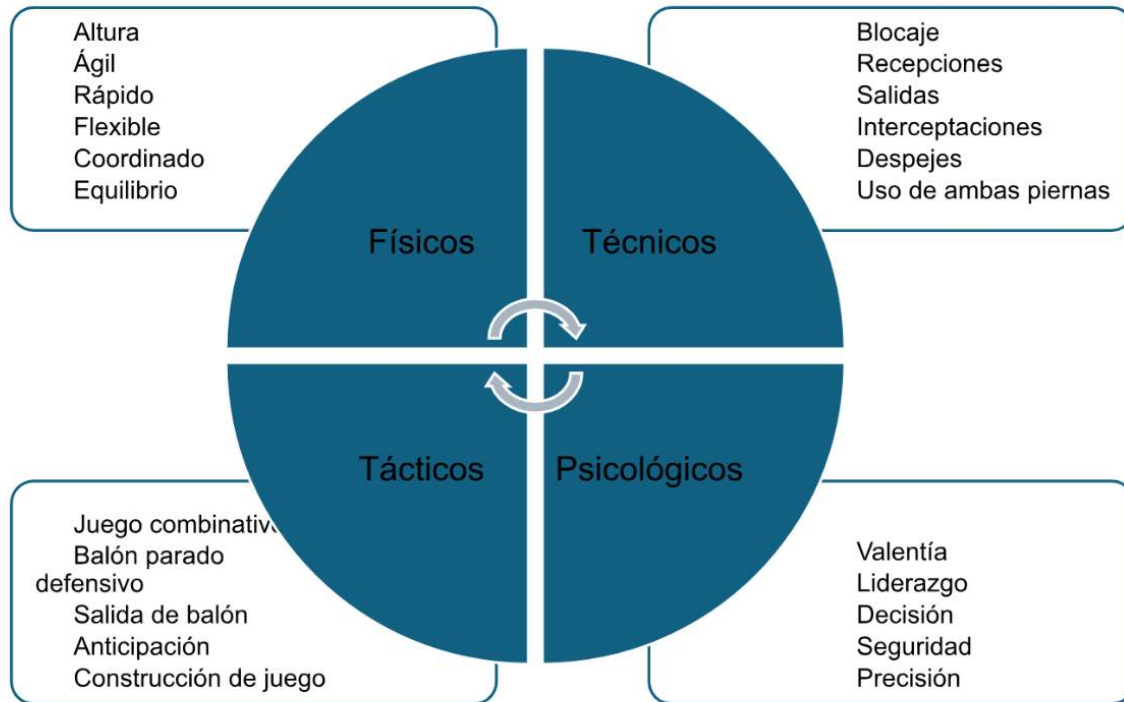 Altura
Ágil
Rápido
Flexible
Coordinado
Equilibrio
Blocaje
Recepciones
Salidas
Interceptaciones
Despejes
Uso de ambas piernas
Físicos
Técnicos
Tácticos
Psicológicos
Juego combinativ
Balón parado
defensivo
Salida de balón
Anticipación
Construcción de juego
Valentía
Liderazgo
Decisión
Seguridad
Precisión